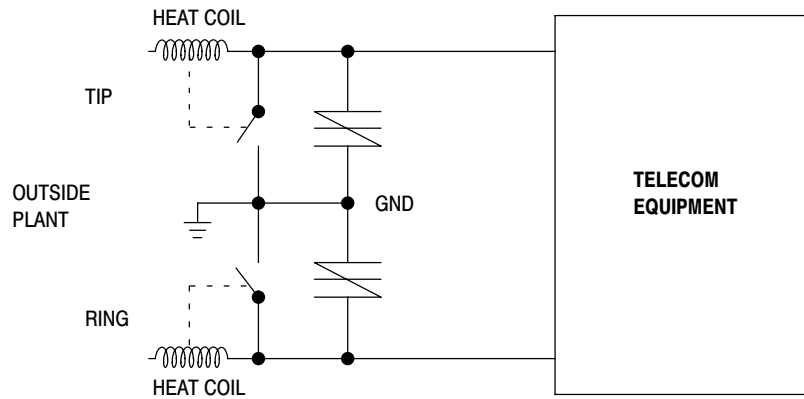 HEAT COIL
TIP
OUTSIDE
PLANT
GND
TELECOM
EQUIPMENT
RING
HEAT COIL